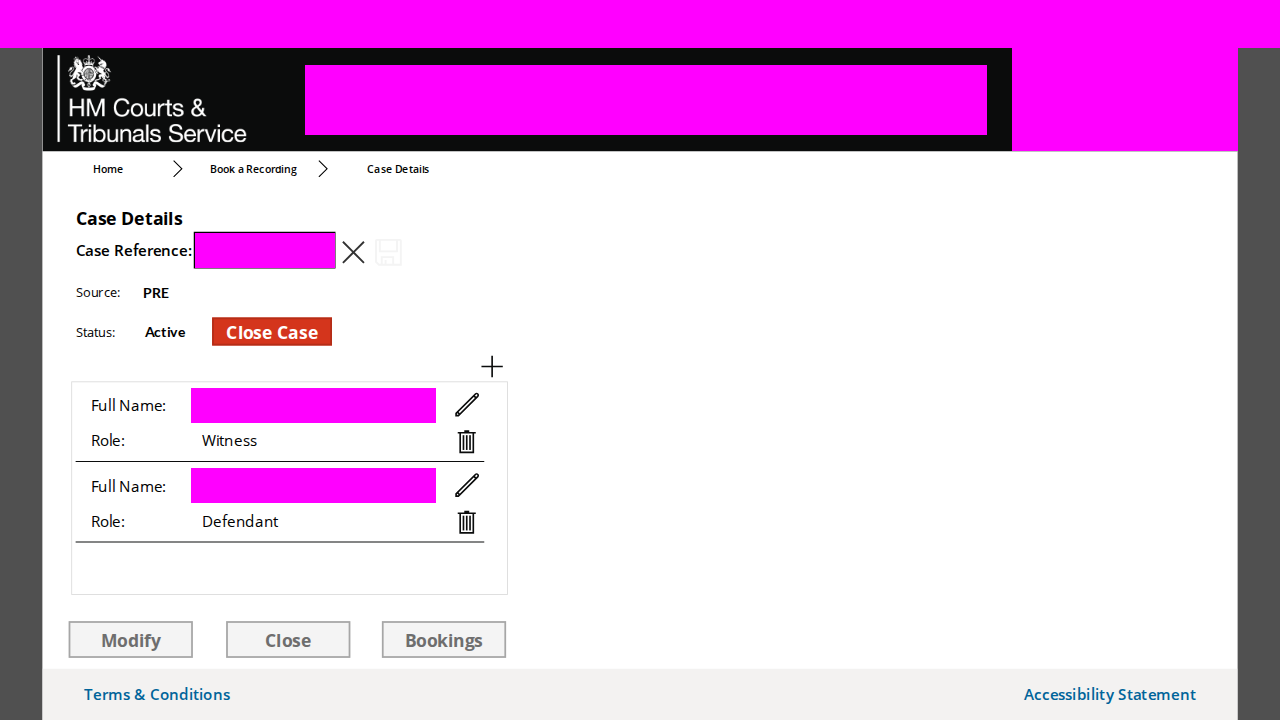 HM Courts &
Tribunals Service
Home Book a Recording Case Details
Case Details
Case Reference:
Source: PRE
Status: Active Close Case
Full Name:
Role: Witness
Full Name:
Role: Defendant
Modify Close Bookings
Terms & Conditions Accessibility Statement